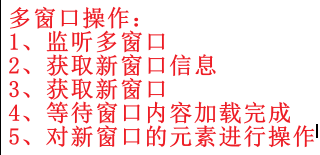 多窗口操作：
1、监听多窗口
2、获取新窗口信息
3、获取新窗口
4、等待窗口内容加载完成
5、对新窗口的元素进行操作